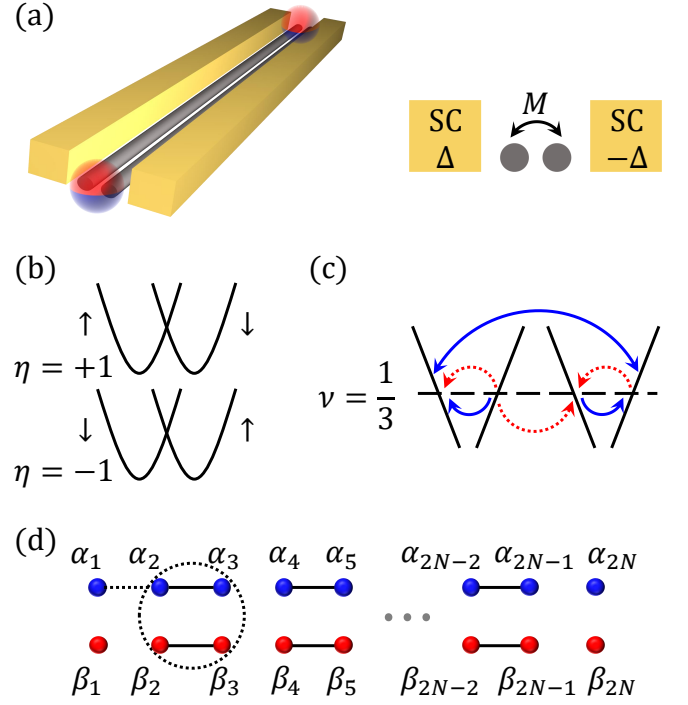 (a)
SC
Δ
M
SC
−Δ
(b)
↑ ↓
η = +1
↓ ↑
η = −1
(c)
ν = 1/3
(d)
α₁ α₂ α₃ α₄ α₅ α₂N₋₂ α₂N₋₁ α₂N
β₁ β₂ β₃ β₄ β₅ β₂N₋₂ β₂N₋₁ β₂N